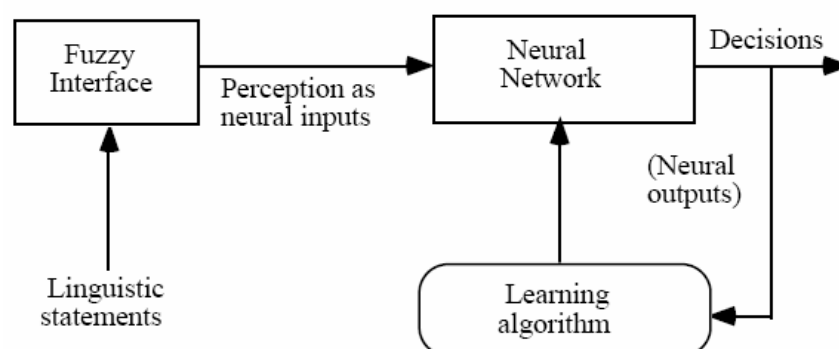 Fuzzy
Interface
Perception as
neural inputs
Neural
Network
Decisions
(Neural
outputs)
Linguistic
statements
Learning
algorithm